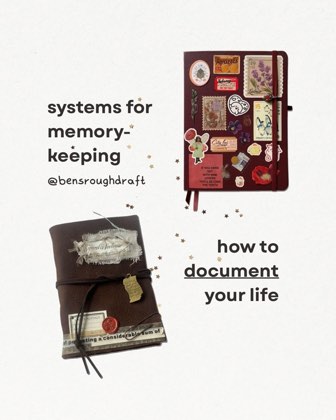 systems for
memory-
keeping
@bensroughdraft
how to
document
your life